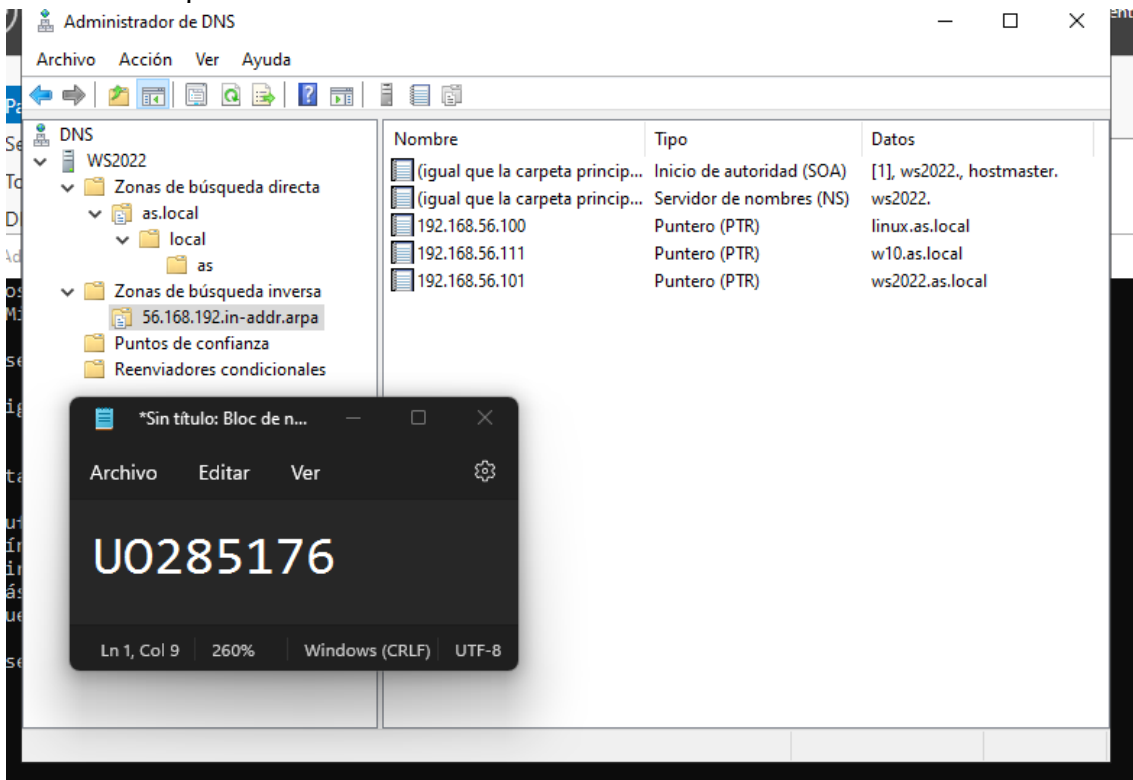 Administrador de DNS
Archivo Acción Ver Ayuda
DNS
WS2022
Zonas de búsqueda directa
as.local
local
as
Zonas de búsqueda inversa
56.168.192.in-addr.arpa
Puntos de confianza
Reenviadores condicionales
Nombre Tipo Datos
(igual que la carpeta princip... Inicio de autoridad (SOA) [1], ws2022., hostmaster.
(igual que la carpeta princip... Servidor de nombres (NS) ws2022.
192.168.56.100 Puntero (PTR) linux.as.local
192.168.56.111 Puntero (PTR) w10.as.local
192.168.56.101 Puntero (PTR) ws2022.as.local
*Sin título: Bloc de n...
Archivo Editar Ver
UO285176
Ln 1, Col 9 260% Windows (CRLF) UTF-8